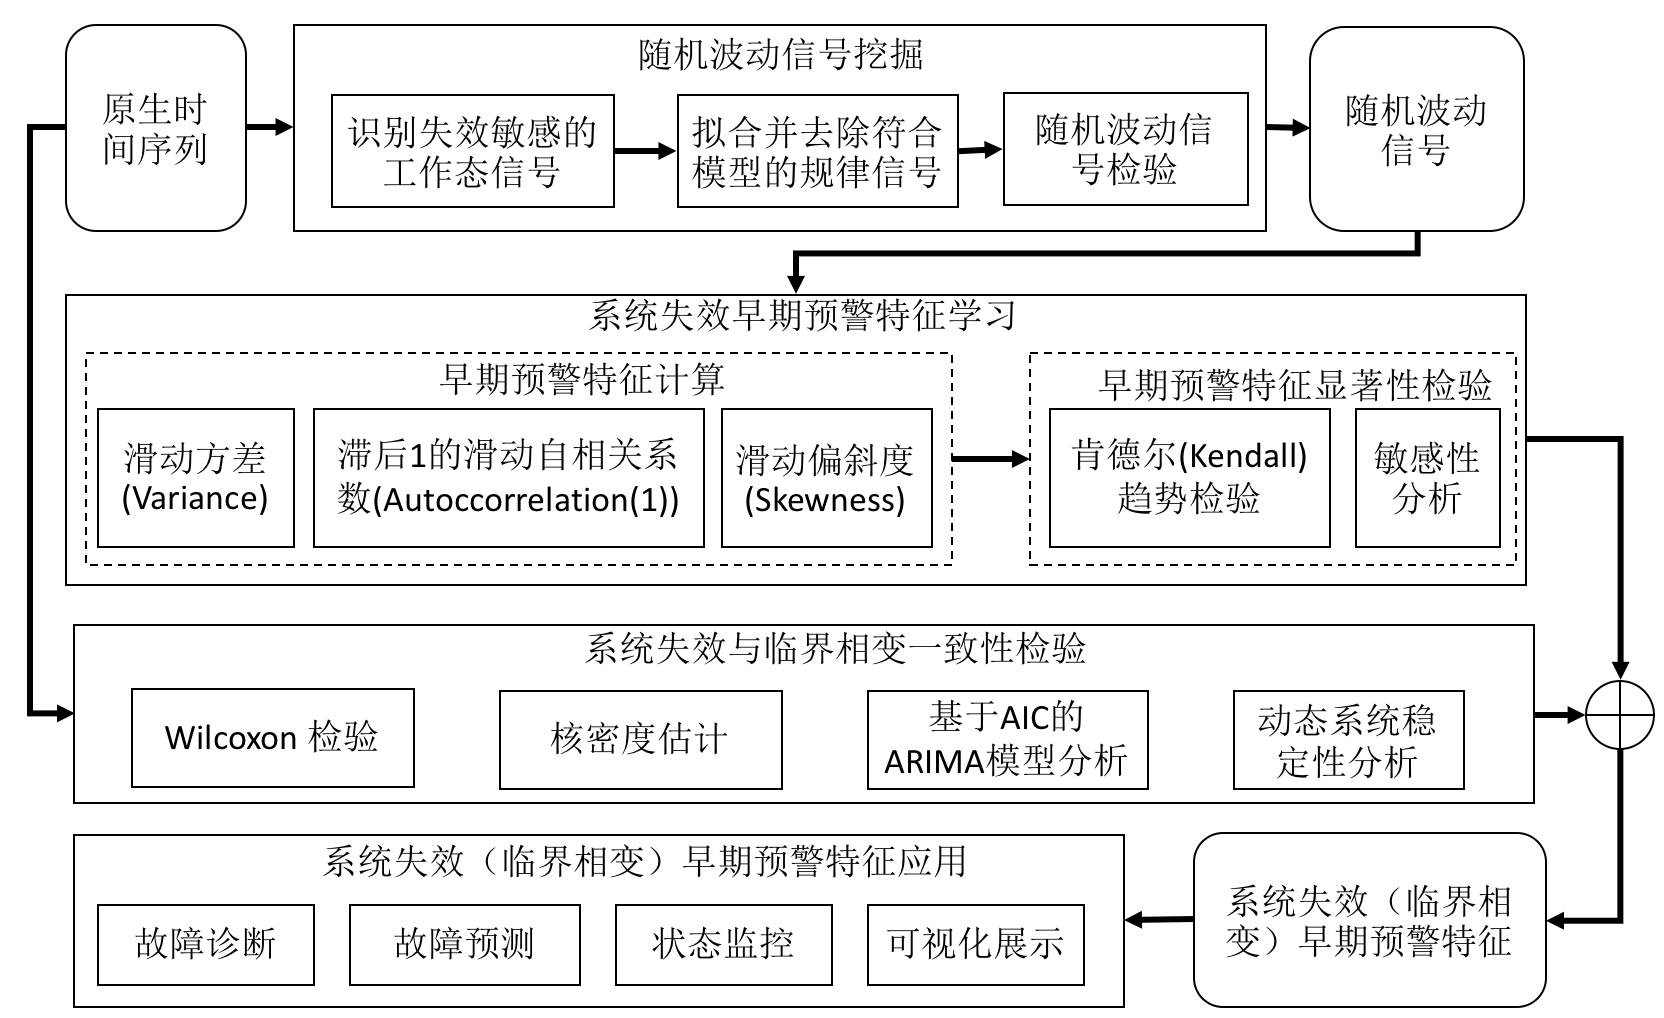 原生时
间序列
随机波动信号挖掘
识别失效敏感的
工作态信号
拟合并去除符合
模型的规律信号
随机波动信
号检验
随机波动
信号
系统失效早期预警特征学习
早期预警特征计算
滑动方差
(Variance)
滞后1的滑动自相关系
数(Autoccorrelation(1))
滑动偏斜度
(Skewness)
早期预警特征显著性检验
肯德尔(Kendall)
趋势检验
敏感性
分析
系统失效与临界相变一致性检验
Wilcoxon 检验
核密度估计
基于AIC的
ARIMA模型分析
动态系统稳
定性分析
系统失效（临界相变）早期预警特征应用
故障诊断
故障预测
状态监控
可视化展示
系统失效（临界相
变）早期预警特征